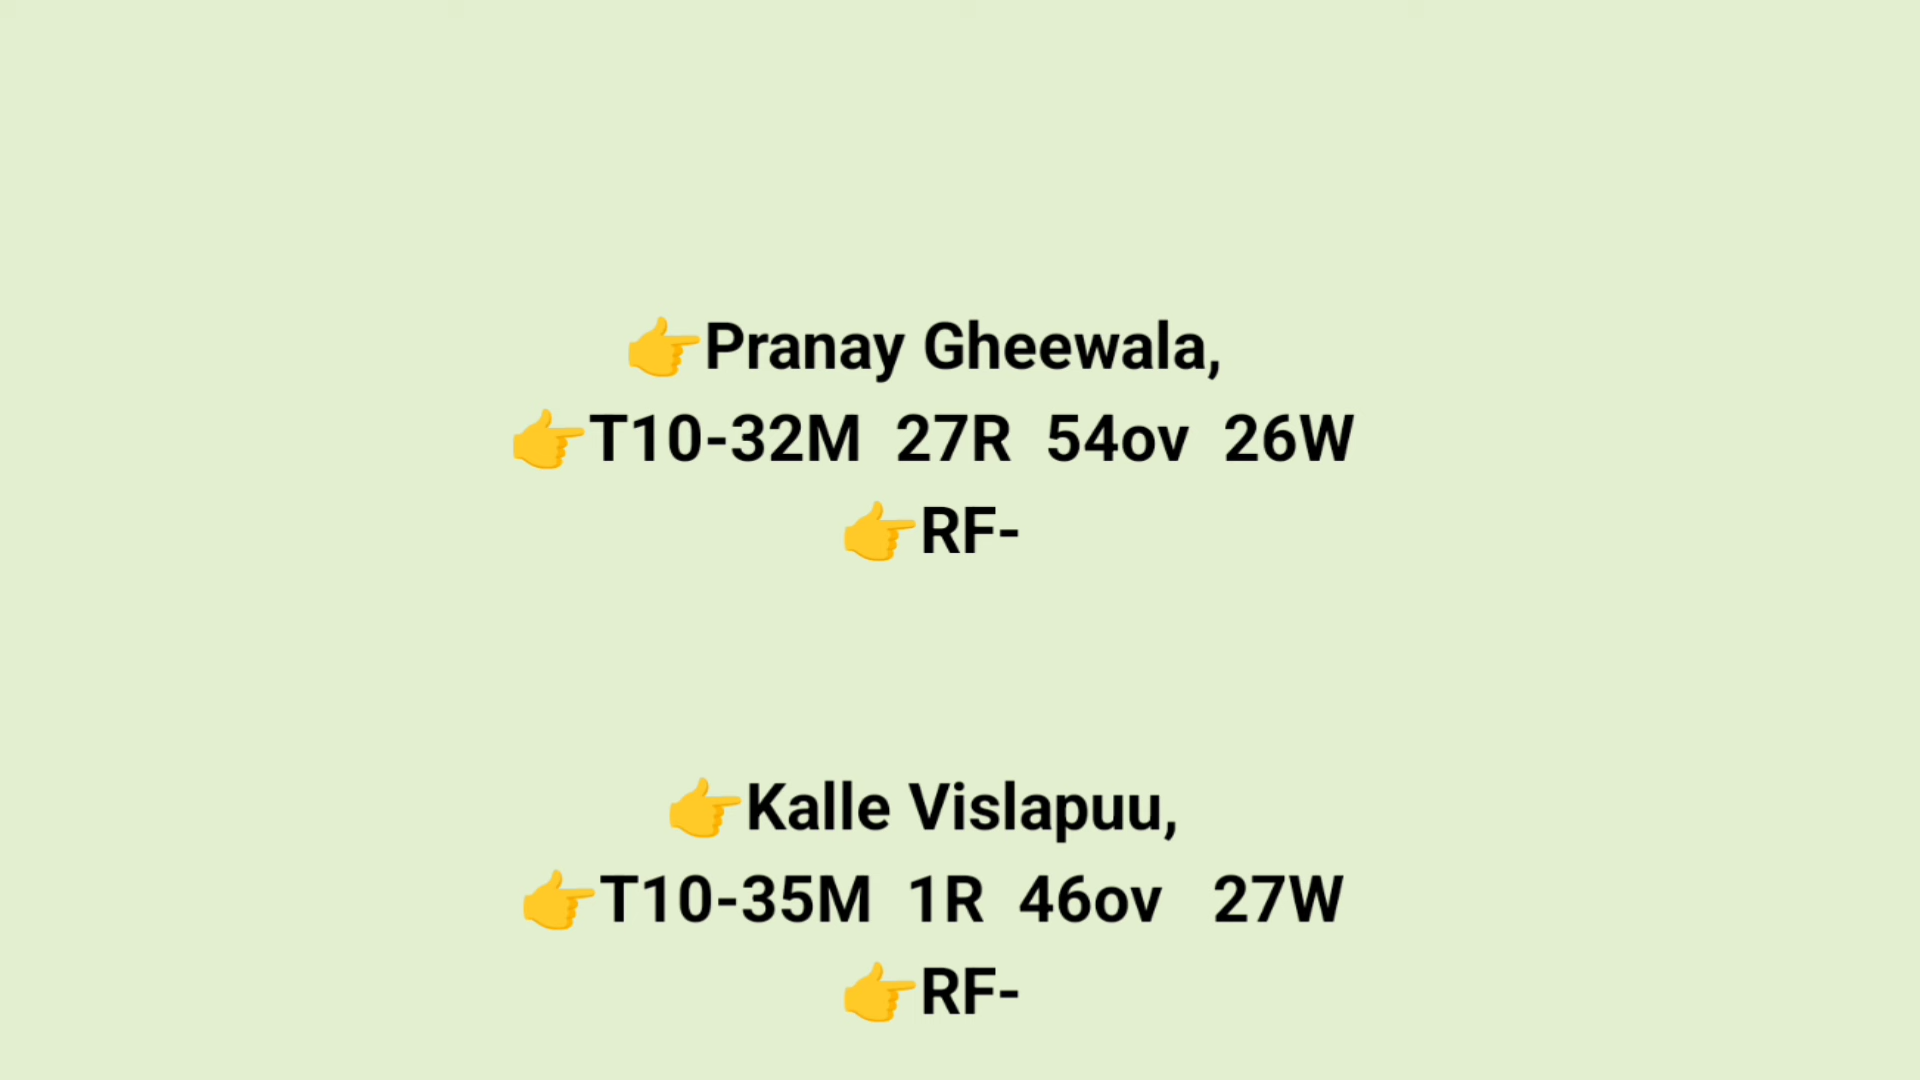 👉Pranay Gheewala,
👉T10-32M 27R 54ov 26W
👉RF-
👉Kalle Vislapuu,
👉T10-35M 1R 46ov 27W
👉RF-